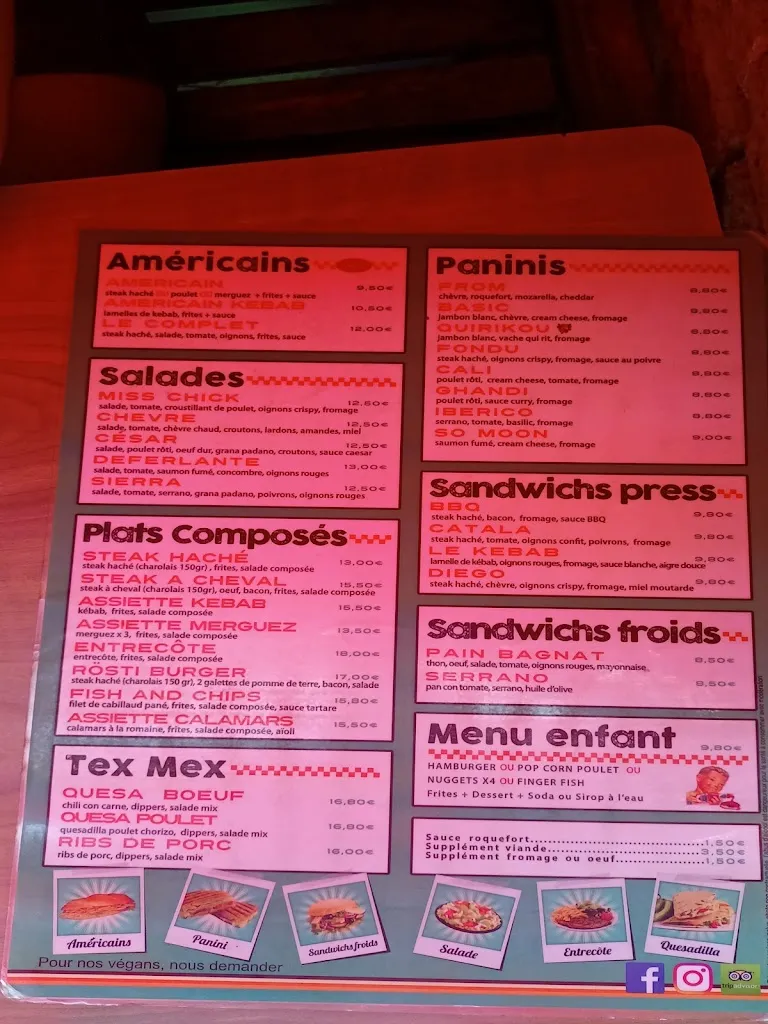 Américains
AMERICAIN 9,80€
steak haché ou poulet ou merguez + frites + sauce
AMERICAIN KEBAB 10,50€
lamelles de kebab, frites + sauce
LE COMPLET 12,00€
steak haché, salade, tomate, oignons, frites, sauce
Salades
MISS CHICK 12,50€
salade, tomate, croustillant de poulet, oignons crispy, fromage
CHEVRE 12,50€
salade, tomate, chèvre chaud, croutons, lardons, amandes, miel
CÉSAR 12,50€
salade, poulet rôti, oeuf dur, grana padano, croutons, sauce caesar
DEFERLANTE 13,00€
salade, tomate, saumon fumé, concombre, oignons rouges
SIERRA 12,50€
salade, tomate, serrano, grana padano, poivrons, oignons rouges
Plats Composés
STEAK HACHÉ 13,00€
steak haché (charolais 150gr) , frites, salade composée
STEAK A CHEVAL 15,50€
steak à cheval (charolais 150gr), oeuf, bacon, frites, salade composée
ASSIETTE KEBAB 15,50€
kébab, frites, salade composée
ASSIETTE MERGUEZ 13,50€
merguez x 3, frites, salade composée
ENTRECÔTE 18,00€
entrecôte, frites, salade composée
RÖSTI BURGER 17,00€
steak haché (charolais 150 gr), 2 galettes de pomme de terre, bacon, salade
FISH AND CHIPS 15,80€
filet de cabillaud pané, frites, salade composée, sauce tartare
ASSIETTE CALAMARS 15,50€
calamars à la romaine, frites, salade composée, aïoli
Tex Mex
QUESA BOEUF 16,80€
chili con carne, dippers, salade mix
QUESA POULET 16,80€
quesadilla poulet chorizo, dippers, salade mix
RIBS DE PORC 16,00€
ribs de porc, dippers, salade mix
Paninis
FROM 8,80€
chèvre, roquefort, mozarella, cheddar
BASIC 8,80€
Jambon blanc, chèvre, cream cheese, fromage
QUIRIKOU 8,80€
Jambon blanc, vache qui rit, fromage
FONDU 8,80€
steak haché, oignons crispy, fromage, sauce au poivre
CALI 8,80€
poulet rôti, cream cheese, tomate, fromage
GHANDI 8,80€
poulet rôti, sauce curry, fromage
IBERICO 8,80€
serrano, tomate, basilic, fromage
SO MOON 9,00€
saumon fumé, cream cheese, fromage
Sandwichs press
BBQ 9,80€
steak haché, bacon, fromage, sauce BBQ
CATALA 9,80€
steak haché, tomate, oignons confit, poivrons, fromage
LE KEBAB 9,80€
lamelle de kébab, oignons rouges, fromage, sauce blanche, aigre douce
DIEGO 9,80€
steak haché, chèvre, oignons crispy, fromage, miel moutarde
Sandwichs froids
PAIN BAGNAT 8,50€
thon, oeuf, salade, tomate, oignons rouges, mayonnaise
SERRANO 8,50€
pan con tomate, serrano, huile d'olive
Menu enfant 9,80€
HAMBURGER OU POP CORN POULET OU
NUGGETS X4 OU FINGER FISH
Frites + Dessert + Soda ou Sirop à l'eau
Sauce roquefort 1,50€
Supplément viande 3,50€
Supplément fromage ou oeuf 1,50€
Américains
Panini
Sandwichs froids
Salade
Entrecôte
Quesadilla
Pour nos végans, nous demander
tripadvisor